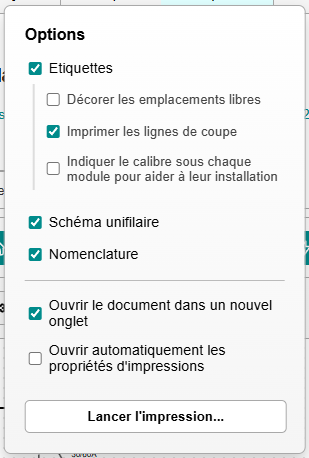 Options
Etiquettes
Décorer les emplacements libres
Imprimer les lignes de coupe
Indiquer le calibre sous chaque
module pour aider à leur installation
Schéma unifilaire
Nomenclature
Ouvrir le document dans un nouvel
onglet
Ouvrir automatiquement les
propriétés d'impressions
Lancer l'impression...